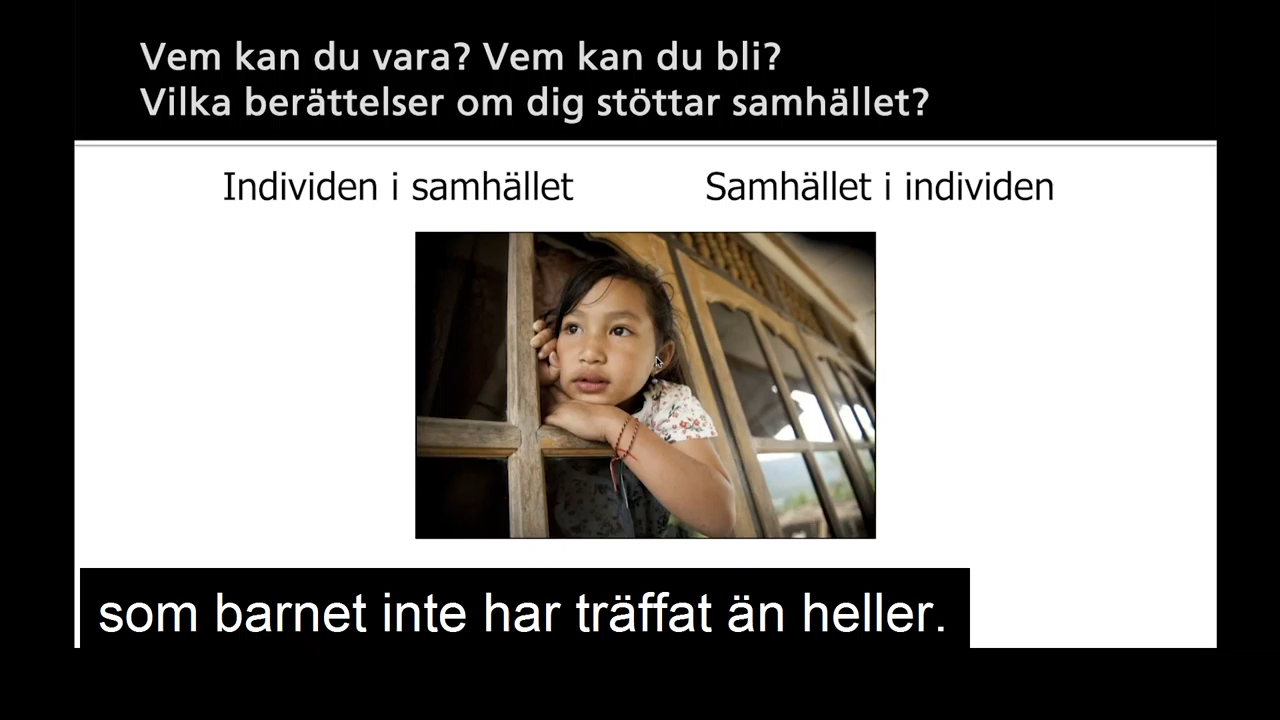 Vem kan du vara? Vem kan du bli?
Vilka berättelser om dig stöttar samhället?
Individen i samhället
Samhället i individen
som barnet inte har träffat än heller.